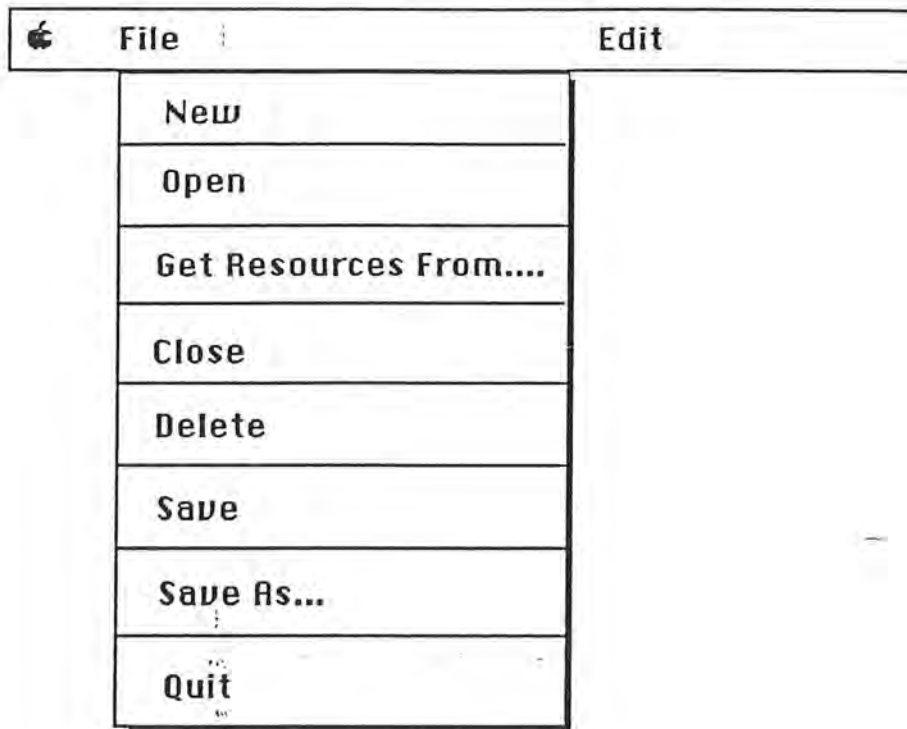 File Edit
New
Open
Get Resources From....
Close
Delete
Save
Save As...
Quit